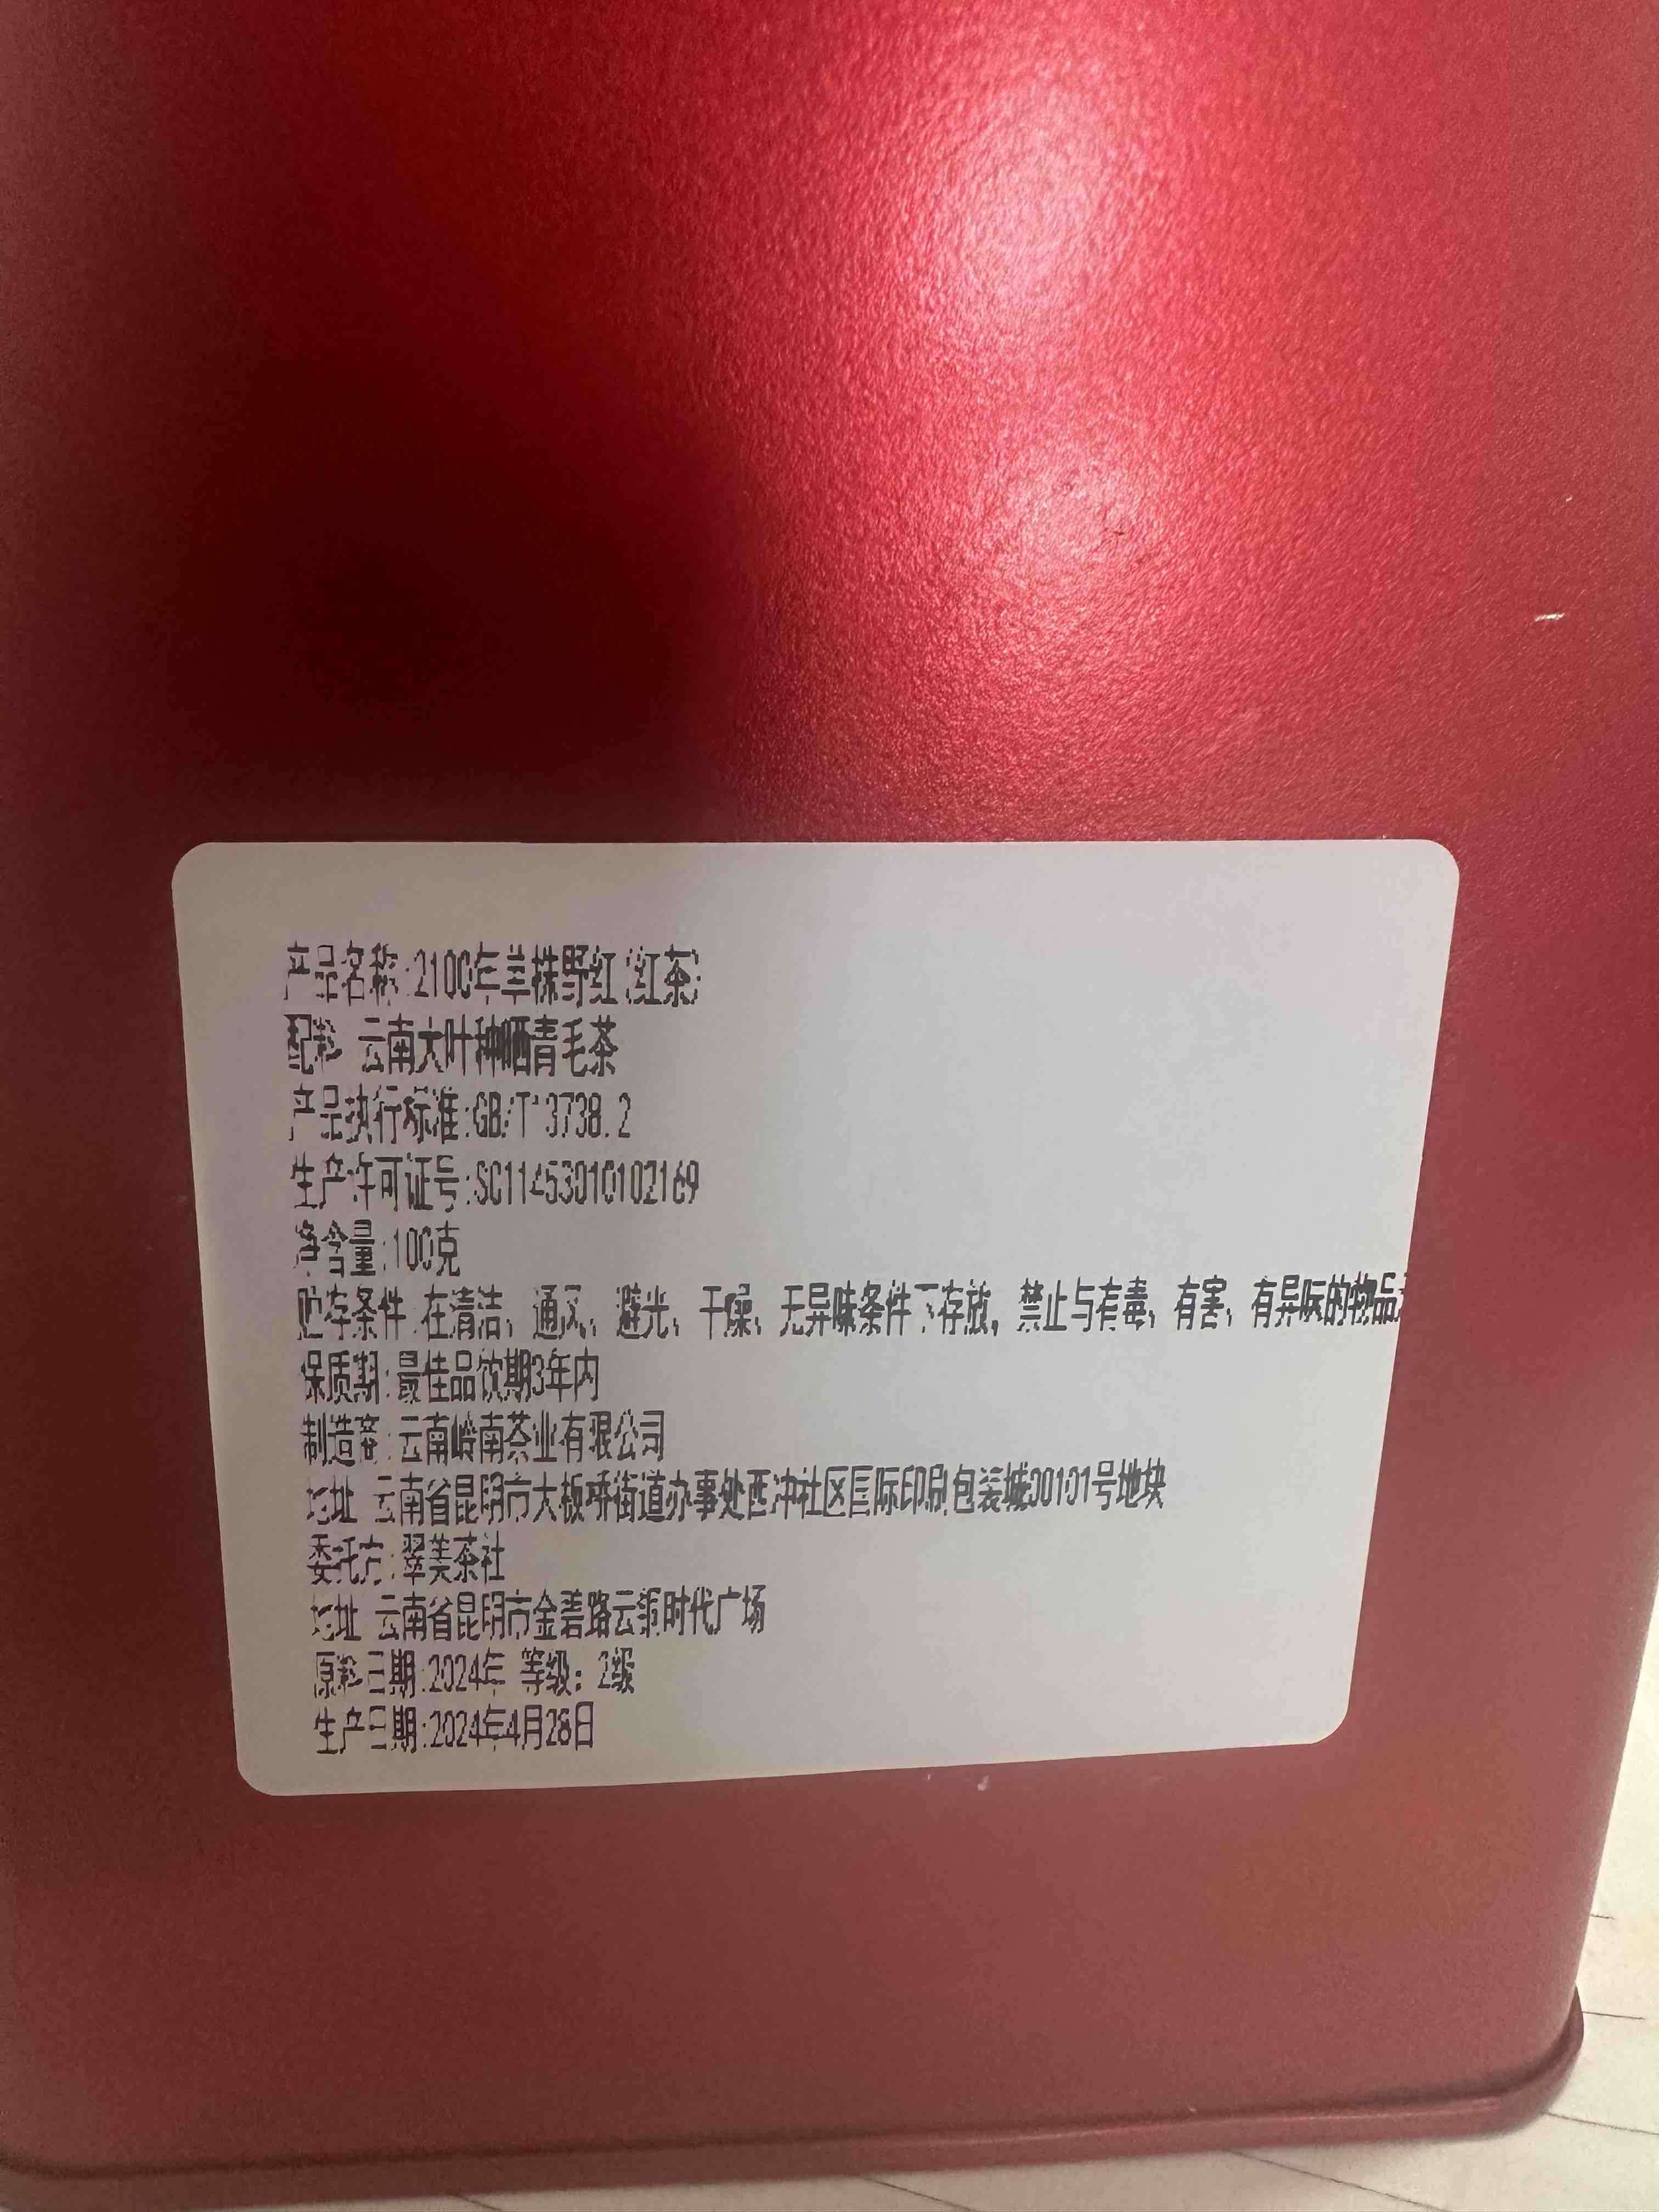 产品名称:2100年单株野红(红茶)
配料 云南大叶种晒青毛茶
产品执行标准:GB/T13738.2
生产许可证号:SC11453010102169
净含量:100克
贮存条件:在清洁、通风、避光、干燥、无异味条件下存放,禁止与有毒、有害、有异味的物品
保质期:最佳品饮期3年内
制造商:云南岭南茶业有限公司
地址 云南省昆明市大板桥街道办事处西冲社区国际印刷包装城00101号地块
委托方:翠美茶社
地址 云南省昆明市金碧路云纺时代广场
原料日期:2024年 等级：2级
生产日期:2024年4月28日